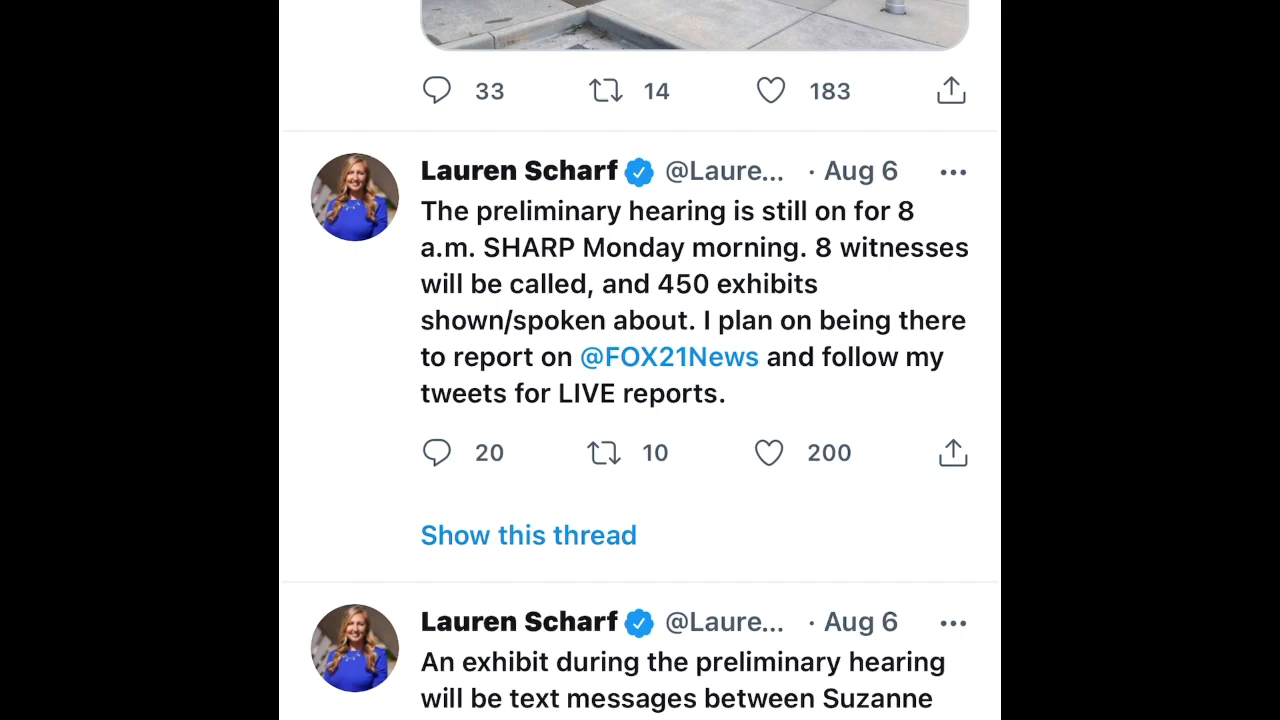 33 14 183
Lauren Scharf @Laure... · Aug 6
The preliminary hearing is still on for 8
a.m. SHARP Monday morning. 8 witnesses
will be called, and 450 exhibits
shown/spoken about. I plan on being there
to report on @FOX21News and follow my
tweets for LIVE reports.
20 10 200
Show this thread
Lauren Scharf @Laure... · Aug 6
An exhibit during the preliminary hearing
will be text messages between Suzanne